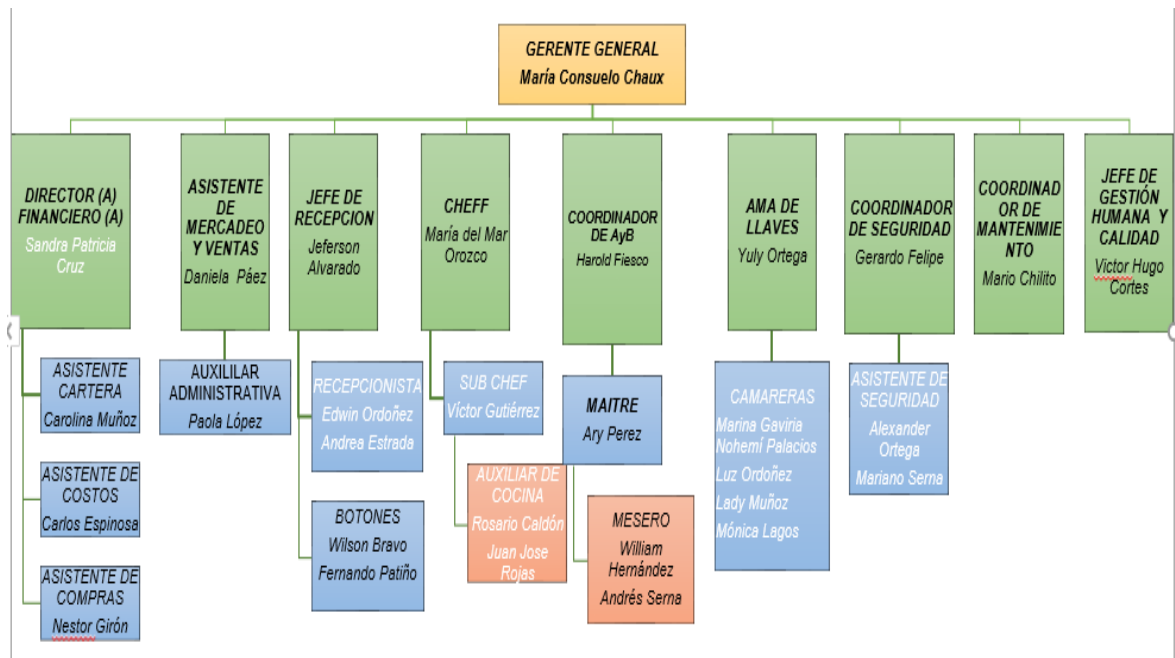 GERENTE GENERAL
María Consuelo Chaux
DIRECTOR (A)
FINANCIERO (A)
Sandra Patricia
Cruz
ASISTENTE
DE
MERCADEO
Y VENTAS
Daniela Páez
JEFE DE
RECEPCION
Jeferson
Alvarado
CHEFF
María del Mar
Orozco
COORDINADOR
DE AyB
Harold Fiesco
AMA DE
LLAVES
Yuly Ortega
COORDINADOR
DE SEGURIDAD
Gerardo Felipe
COORDINAD
OR DE
MANTENIMIE
NTO
Mario Chilito
JEFE DE
GESTIÓN
HUMANA Y
CALIDAD
Victor Hugo
Cortes
ASISTENTE
CARTERA
Carolina Muñoz
ASISTENTE DE
COSTOS
Carlos Espinosa
ASISTENTE DE
COMPRAS
Nestor Girón
AUXILILAR
ADMINISTRATIVA
Paola López
RECEPCIONISTA
Edwin Ordoñez
Andrea Estrada
BOTONES
Wilson Bravo
Fernando Patiño
SUB CHEF
Víctor Gutiérrez
AUXILIAR DE
COCINA
Rosario Caldón
Juan Jose
Rojas
MAITRE
Ary Perez
MESERO
William
Hernández
Andrés Serna
CAMARERAS
Marina Gaviria
Nohemí Palacios
Luz Ordoñez
Lady Muñoz
Mónica Lagos
ASISTENTE DE
SEGURIDAD
Alexander
Ortega
Mariano Serna